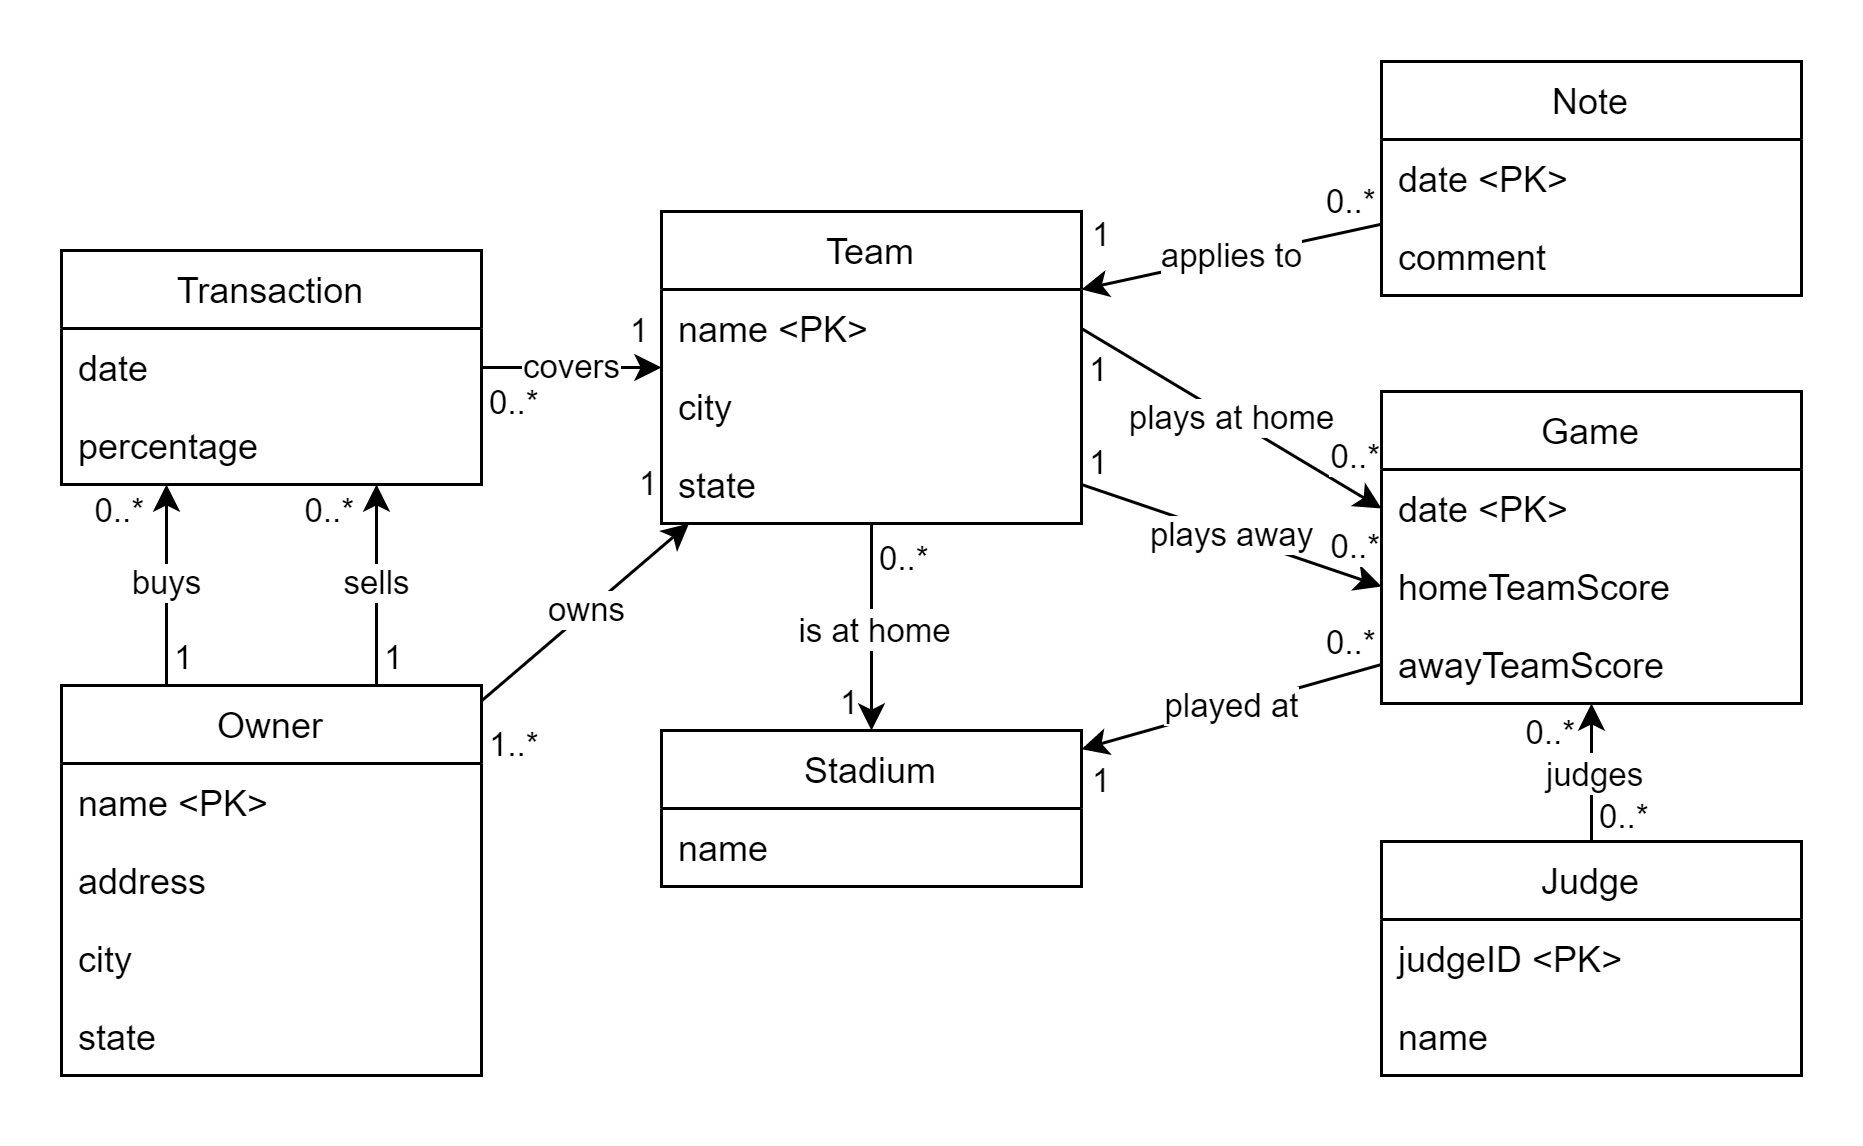 Note
date <PK>
comment
0..*
applies to
1
Team
name <PK>
city
state
Transaction
date
percentage
covers
1
0..*
0..*
buys
1
0..*
sells
1
1
owns
1..*
Owner
name <PK>
address
city
state
0..*
is at home
1
Stadium
name
1
plays at home
0..*
1
plays away
0..*
Game
date <PK>
homeTeamScore
awayTeamScore
0..*
played at
1
0..*
judges
0..*
Judge
judgeID <PK>
name